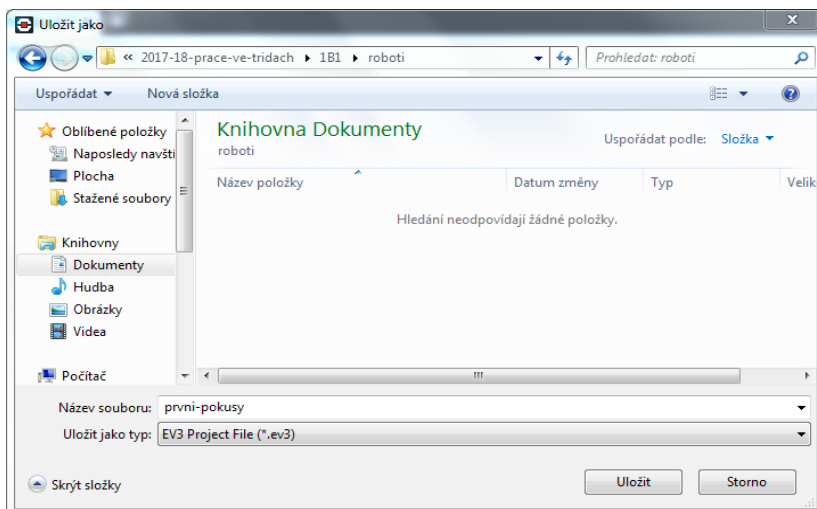 Uložit jako
x
« 2017-18-prace-ve-tridach ▸ 1B1 ▸ roboti
Prohledat: roboti
Uspořádat Nová složka
Oblíbené položky
Naposledy navšti
Plocha
Stažené soubory
Knihovny
Dokumenty
Hudba
Obrázky
Videa
Počítač
Knihovna Dokumenty
roboti
Uspořádat podle: Složka
Název položky Datum změny Typ Velik
Hledání neodpovídají žádné položky.
Název souboru: prvni-pokusy
Uložit jako typ: EV3 Project File (*.ev3)
Skrýt složky
Uložit Storno